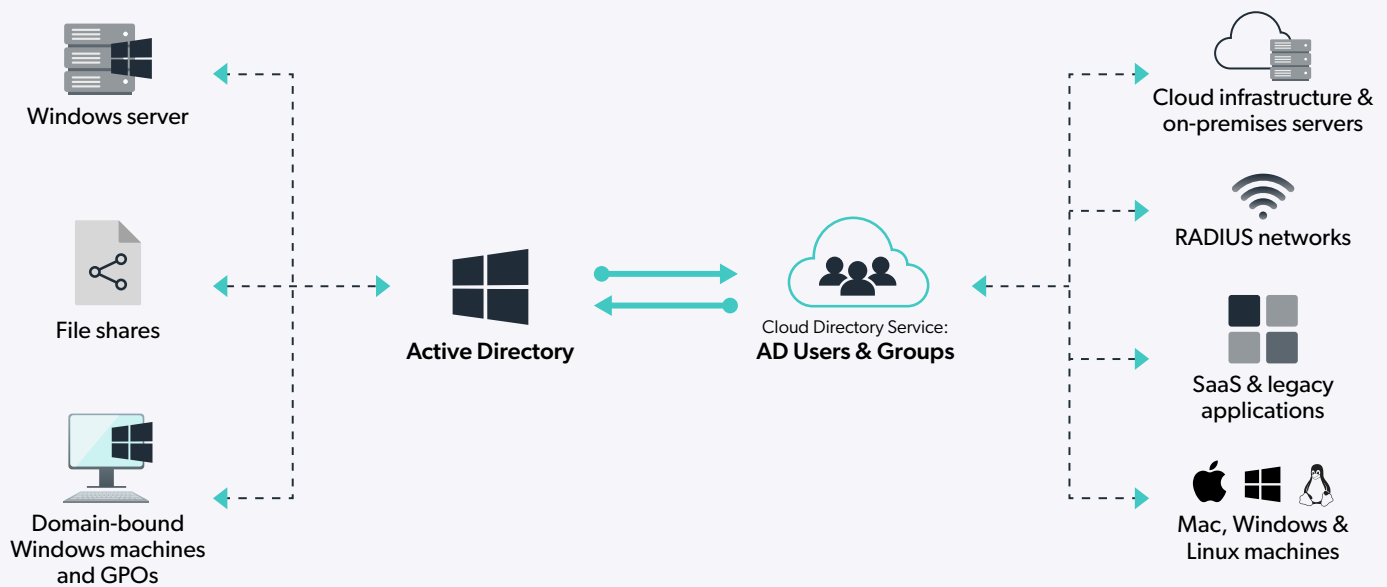 Windows server
File shares
Domain-bound
Windows machines
and GPOs
Active Directory
Cloud Directory Service:
AD Users & Groups
Cloud infrastructure &
on-premises servers
RADIUS networks
SaaS & legacy
applications
Mac, Windows &
Linux machines